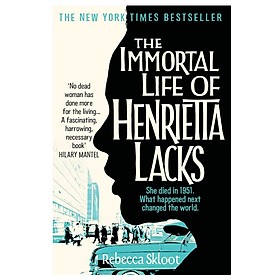 THE NEW YORK TIMES BESTSELLER
THE
IMMORTAL
LIFE OF
HENRIETTA
LACKS
'No dead
woman has
done more
for the living...
A fascinating,
harrowing,
necessary
book'
HILARY MANTEL
She died in 1951.
What happened next
changed the world.
Rebecca Skloot